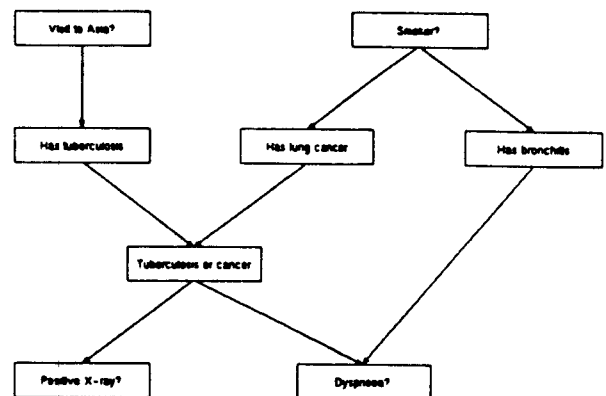 Visit to Asia?
Smoker?
Has tuberculosis
Has lung cancer
Has bronchitis
Tuberculosis or cancer
Positive X-ray?
Dyspnoea?